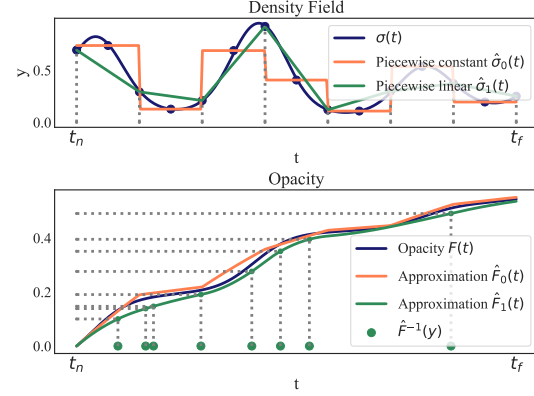 Density Field
y
0.5
0.0
σ(t)
Piecewise constant σ̂₀(t)
Piecewise linear σ̂₁(t)
tₙ
t_f
t
Opacity
0.4
0.2
0.0
Opacity F(t)
Approximation F̂₀(t)
Approximation F̂₁(t)
F̂⁻¹(y)
tₙ
t_f
t